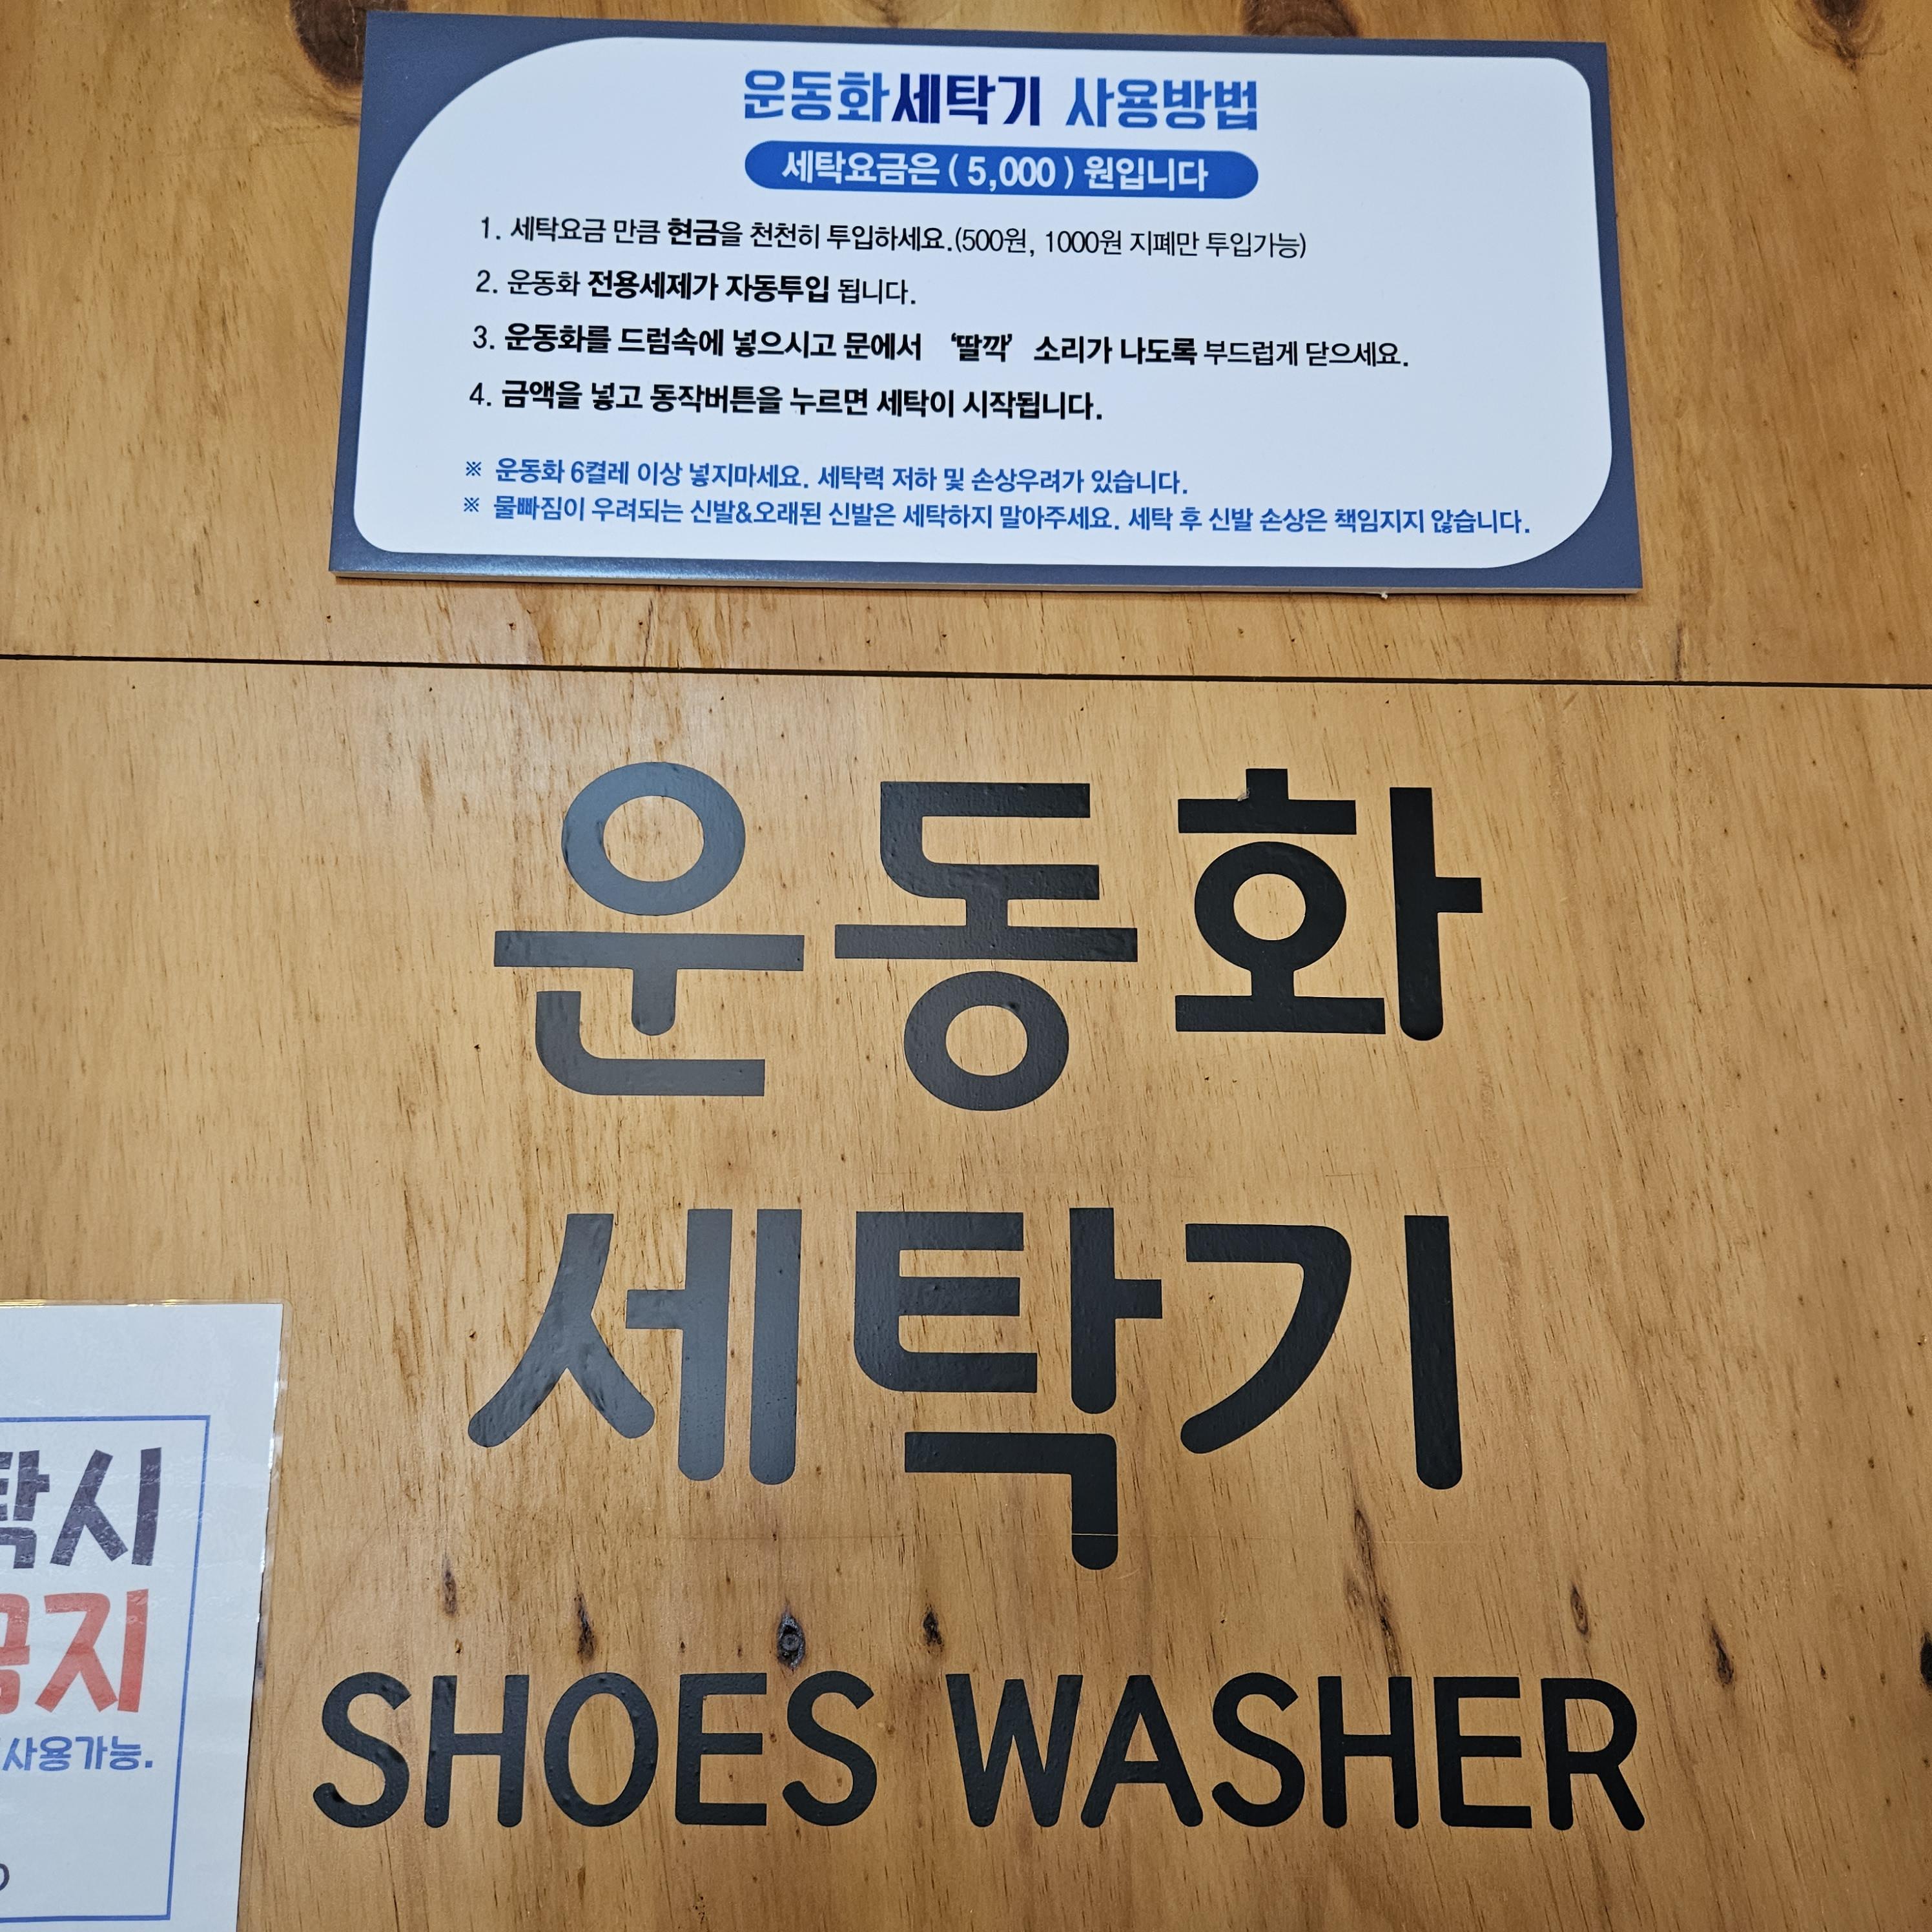 운동화세탁기 사용방법
세탁요금은 ( 5,000 ) 원입니다
1. 세탁요금 만큼 현금을 천천히 투입하세요.(500원, 1000원 지폐만 투입가능)
2. 운동화 전용세제가 자동투입 됩니다.
3. 운동화를 드럼속에 넣으시고 문에서 ‘딸깍’ 소리가 나도록 부드럽게 닫으세요.
4. 금액을 넣고 동작버튼을 누르면 세탁이 시작됩니다.
※ 운동화 6켤레 이상 넣지마세요. 세탁력 저하 및 손상우려가 있습니다.
※ 물빠짐이 우려되는 신발&오래된 신발은 세탁하지 말아주세요. 세탁 후 신발 손상은 책임지지 않습니다.
운동화
세탁기
SHOES WASHER
탁시
금지
사용가능.